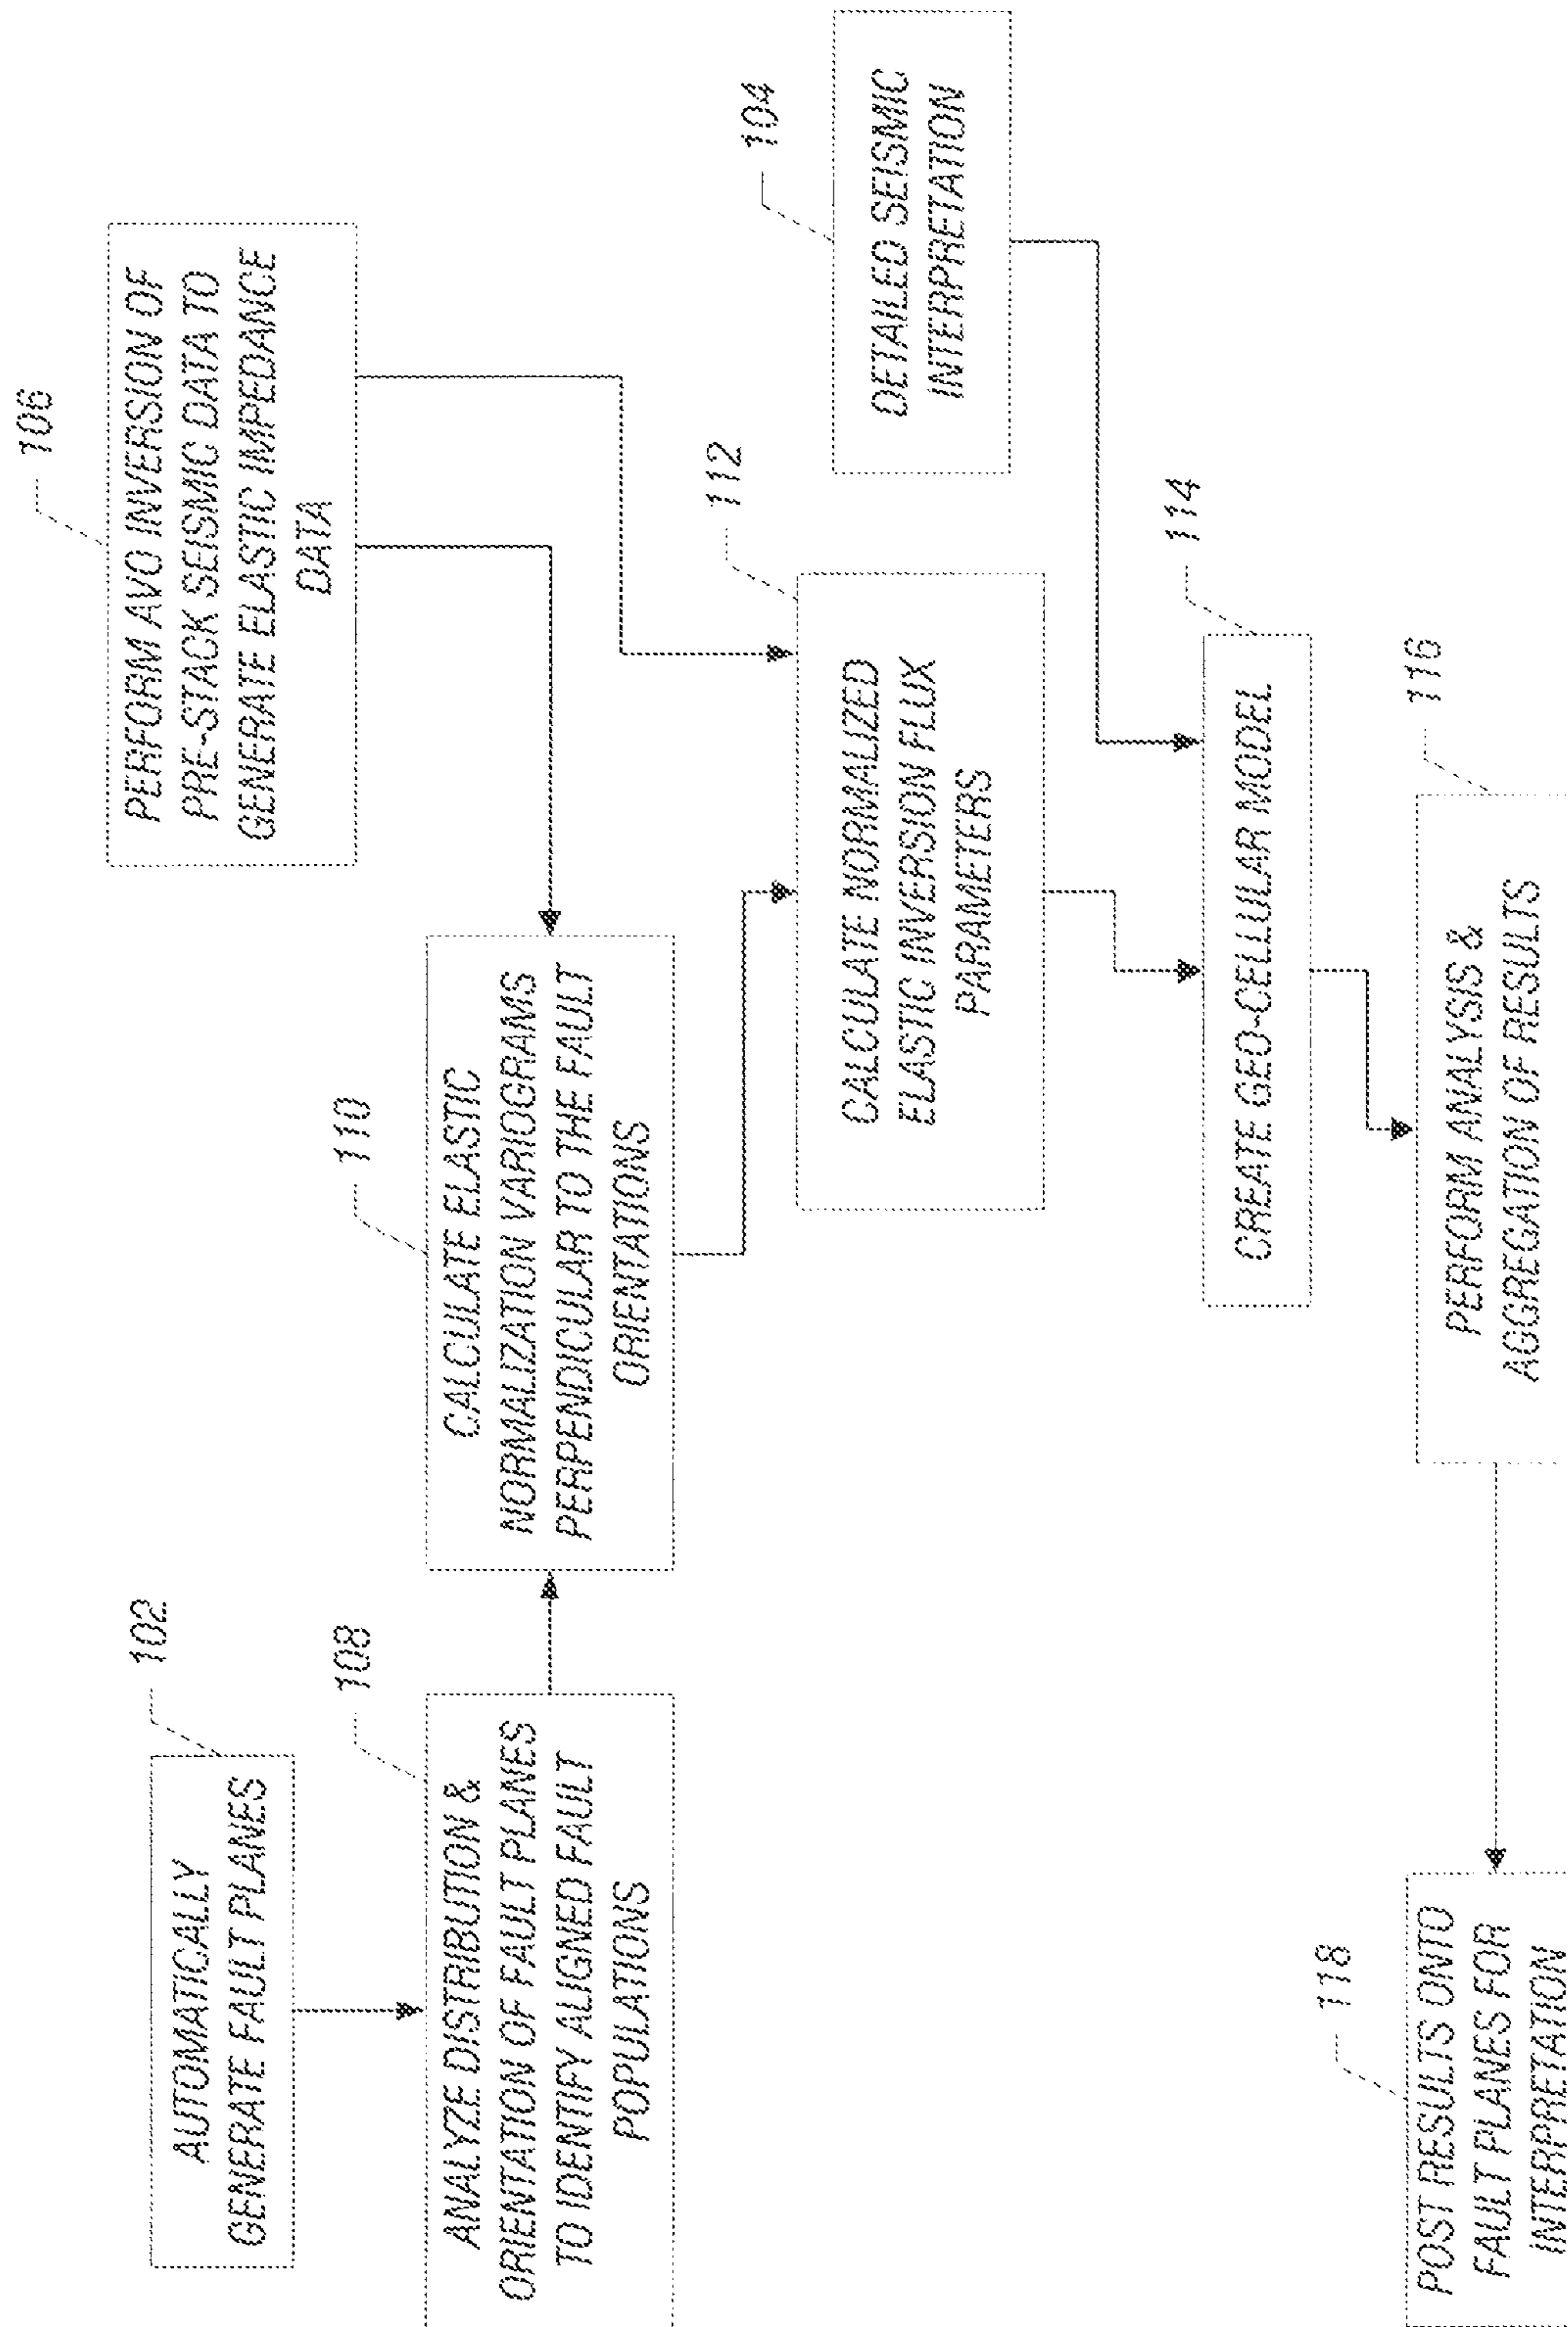 106
PERFORM AVO INVERSION OF
PRE-STACK SEISMIC DATA TO
GENERATE ELASTIC IMPEDANCE
DATA
102
AUTOMATICALLY
GENERATE FAULT PLANES
108
ANALYZE DISTRIBUTION &
ORIENTATION OF FAULT PLANES
TO IDENTIFY ALIGNED FAULT
POPULATIONS
110
CALCULATE ELASTIC
NORMALIZATION VARIOGRAMS
PERPENDICULAR TO THE FAULT
ORIENTATIONS
112
CALCULATE NORMALIZED
ELASTIC INVERSION FLUX
PARAMETERS
104
DETAILED SEISMIC
INTERPRETATION
114
CREATE GEO-CELLULAR MODEL
116
PERFORM ANALYSIS &
AGGREGATION OF RESULTS
118
POST RESULTS ONTO
FAULT PLANES FOR
INTERPRETATION